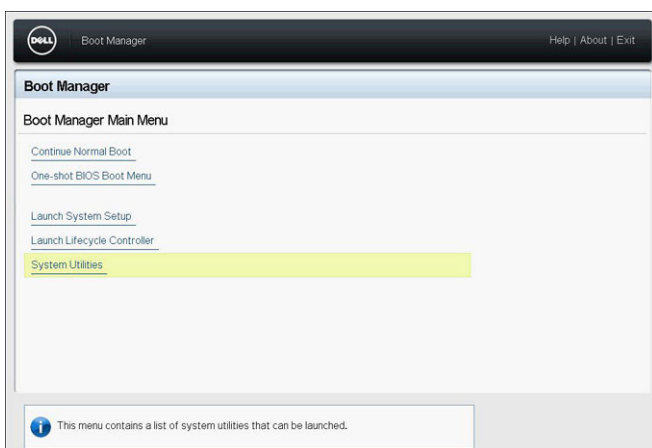 DELL
Boot Manager
Help | About | Exit
Boot Manager
Boot Manager Main Menu
Continue Normal Boot
One-shot BIOS Boot Menu
Launch System Setup
Launch Lifecycle Controller
System Utilities
This menu contains a list of system utilities that can be launched.